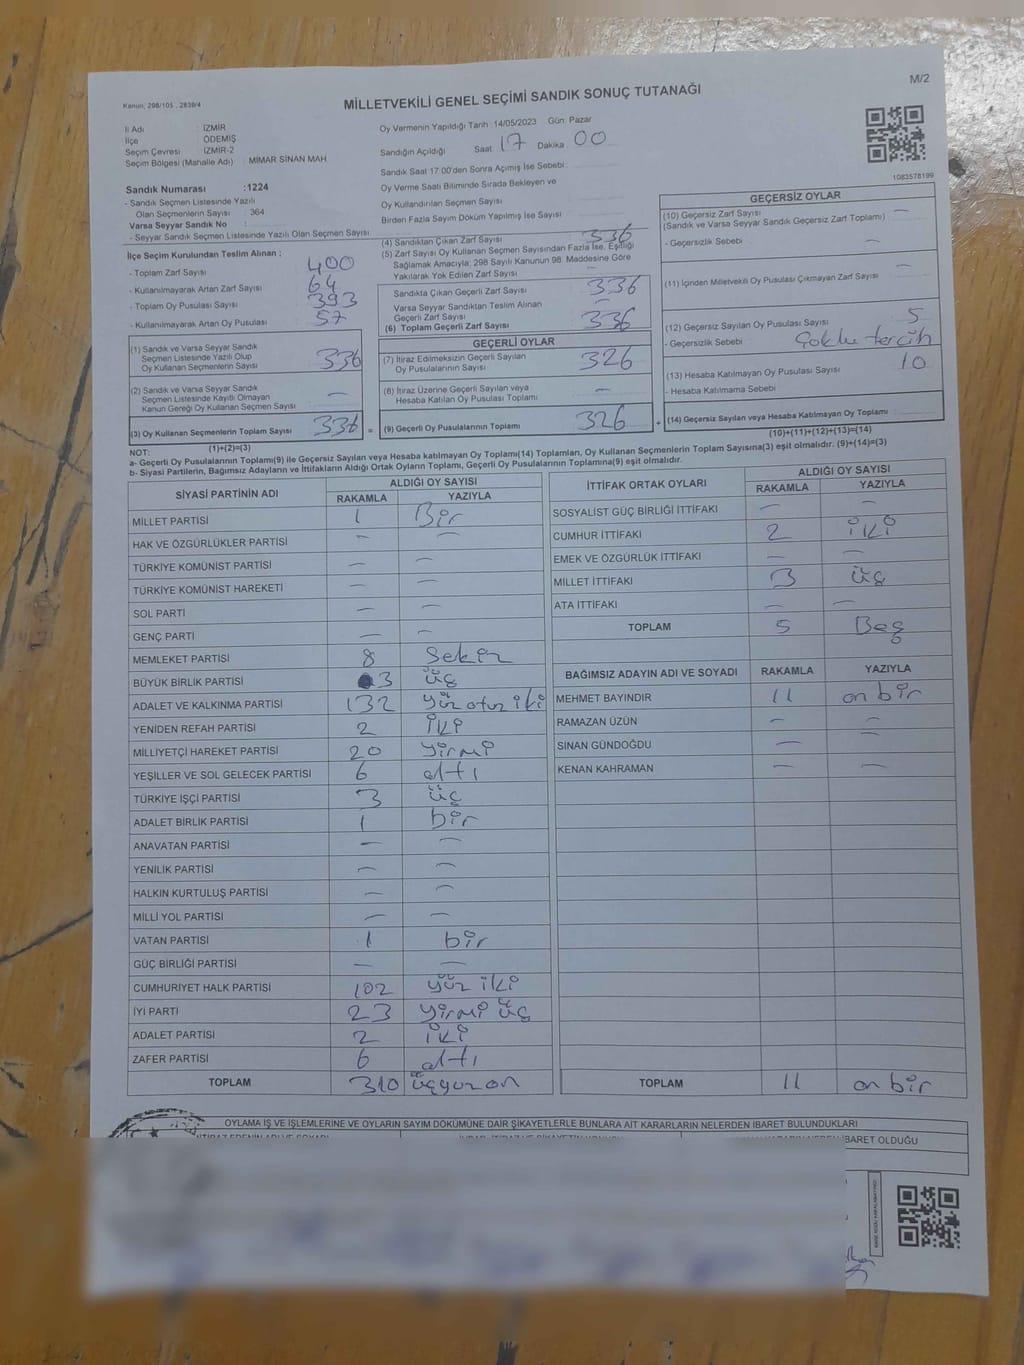 M/2
Kanun, 298/105 , 2839/4
MİLLETVEKİLİ GENEL SEÇİMİ SANDIK SONUÇ TUTANAĞI
İl Adı : İZMİR
İlçe : ÖDEMİŞ
Seçim Çevresi : İZMİR-2
Seçim Bölgesi (Mahalle Adı) : MİMAR SİNAN MAH
Oy Vermenin Yapıldığı Tarih :14/05/2023 Gün: Pazar
Sandığın Açıldığı Saat 17 Dakika 00
Sandık Saat 17:00'den Sonra Açımış İse Sebebi :
Oy Verme Saati Bitiminde Sırada Bekleyen ve
Oy Kullandırılan Seçmen Sayısı :
Birden Fazla Sayım Döküm Yapılmış İse Sayısı :
1083578199
Sandık Numarası :1224
- Sandık Seçmen Listesinde Yazılı
Olan Seçmenlerin Sayısı : 364
Varsa Seyyar Sandık No :
- Seyyar Sandık Seçmen Listesinde Yazılı Olan Seçmen Sayısı :
İlçe Seçim Kurulundan Teslim Alınan ;
- Toplam Zarf Sayısı : 400
- Kullanılmayarak Artan Zarf Sayısı : 64
- Toplam Oy Pusulası Sayısı : 393
- Kullanılmayarak Artan Oy Pusulası : 57
(1) Sandık ve Varsa Seyyar Sandık
Seçmen Listesinde Yazılı Olup
Oy Kullanan Seçmenlerin Sayısı 336
(2) Sandık ve Varsa Seyyar Sandık
Seçmen Listesinde Kayıtlı Olmayan
Kanun Gereği Oy Kullanan Seçmen Sayısı —
(3) Oy Kullanan Seçmenlerin Toplam Sayısı 336 =
(1)+(2)=(3)
(4) Sandıktan Çıkan Zarf Sayısı 336
(5) Zarf Sayısı Oy Kullanan Seçmen Sayısından Fazla İse, Eşitliği
Sağlamak Amacıyla; 298 Sayılı Kanunun 98. Maddesine Göre
Yakılarak Yok Edilen Zarf Sayısı —
Sandıkta Çıkan Geçerli Zarf Sayısı 336
Varsa Seyyar Sandıktan Teslim Alınan
Geçerli Zarf Sayısı —
(6) Toplam Geçerli Zarf Sayısı 336
GEÇERLİ OYLAR
(7) İtiraz Edilmeksizin Geçerli Sayılan
Oy Pusulasının Sayısı 326
(8) İtiraz Üzerine Geçerli Sayılan veya
Hesaba Katılan Oy Pusulası Toplamı —
(9) Geçerli Oy Pusulalarının Toplamı 326 +
GEÇERSİZ OYLAR
(10) Geçersiz Zarf Sayısı —
(Sandık ve Varsa Seyyar Sandık Geçersiz Zarf Toplamı)
- Geçersizlik Sebebi —
(11) İçinden Milletvekili Oy Pusulası Çıkmayan Zarf Sayısı —
(12) Geçersiz Sayılan Oy Pusulası Sayısı 5
- Geçersizlik Sebebi Çoklu tercih
(13) Hesaba Katılmayan Oy Pusulası Sayısı 10
- Hesaba Katılmama Sebebi
(14) Geçersiz Sayılan veya Hesaba Katılmayan Oy Toplamı
(10)+(11)+(12)+(13)=(14)
NOT:
a- Geçerli Oy Pusulalarının Toplamı(9) ile Geçersiz Sayılan veya Hesaba katılmayan Oy Toplamı(14) Toplamları, Oy Kullanan Seçmenlerin Toplam Sayısına(3) eşit olmalıdır. (9)+(14)=(3)
b- Siyasi Partilerin, Bağımsız Adayların ve İttifakların Aldığı Ortak Oyların Toplamı, Geçerli Oy Pusulalarının Toplamına(9) eşit olmalıdır.
SİYASİ PARTİNİN ADI ALDIĞI OY SAYISI
RAKAMLA YAZIYLA
MİLLET PARTİSİ 1 Bir
HAK VE ÖZGÜRLÜKLER PARTİSİ — —
TÜRKİYE KOMÜNİST PARTİSİ — —
TÜRKİYE KOMÜNİST HAREKETİ — —
SOL PARTİ — —
GENÇ PARTİ — —
MEMLEKET PARTİSİ 8 Sekiz
BÜYÜK BİRLİK PARTİSİ 3 üç
ADALET VE KALKINMA PARTİSİ 132 yüz otuz iki
YENİDEN REFAH PARTİSİ 2 iki
MİLLİYETÇİ HAREKET PARTİSİ 20 yirmi
YEŞİLLER VE SOL GELECEK PARTİSİ 6 altı
TÜRKİYE İŞÇİ PARTİSİ 3 üç
ADALET BİRLİK PARTİSİ 1 bir
ANAVATAN PARTİSİ — —
YENİLİK PARTİSİ — —
HALKIN KURTULUŞ PARTİSİ — —
MİLLİ YOL PARTİSİ — —
VATAN PARTİSİ 1 bir
GÜÇ BİRLİĞİ PARTİSİ — —
CUMHURİYET HALK PARTİSİ 102 yüz iki
İYİ PARTİ 23 yirmi üç
ADALET PARTİSİ 2 iki
ZAFER PARTİSİ 6 altı
TOPLAM 310 üçyüz on
İTTİFAK ORTAK OYLARI ALDIĞI OY SAYISI
RAKAMLA YAZIYLA
SOSYALİST GÜÇ BİRLİĞİ İTTİFAKI — —
CUMHUR İTTİFAKI 2 iki
EMEK VE ÖZGÜRLÜK İTTİFAKI — —
MİLLET İTTİFAKI 3 üç
ATA İTTİFAKI — —
TOPLAM 5 Beş
BAĞIMSIZ ADAYIN ADI VE SOYADI RAKAMLA YAZIYLA
MEHMET BAYINDIR 11 on bir
RAMAZAN ÜZÜN — —
SİNAN GÜNDOĞDU — —
KENAN KAHRAMAN — —
TOPLAM 11 on bir
OYLAMA İŞ VE İŞLEMLERİNE VE OYLARIN SAYIM DÖKÜMÜNE DAİR ŞİKAYETLERLE BUNLARA AİT KARARLARIN NELERDEN İBARET BULUNDUKLARI
İBARET OLDUĞU